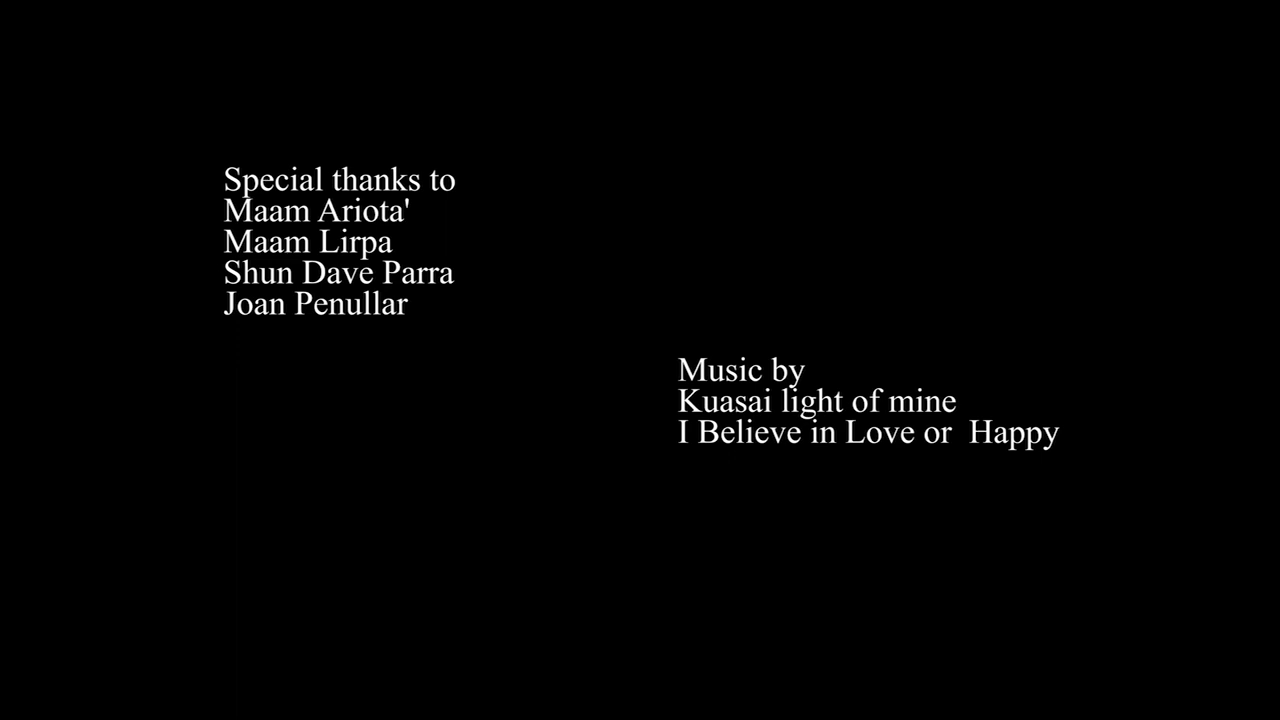 Special thanks to
Maam Ariota'
Maam Lirpa
Shun Dave Parra
Joan Penullar
Music by
Kuasai light of mine
I Believe in Love or  Happy